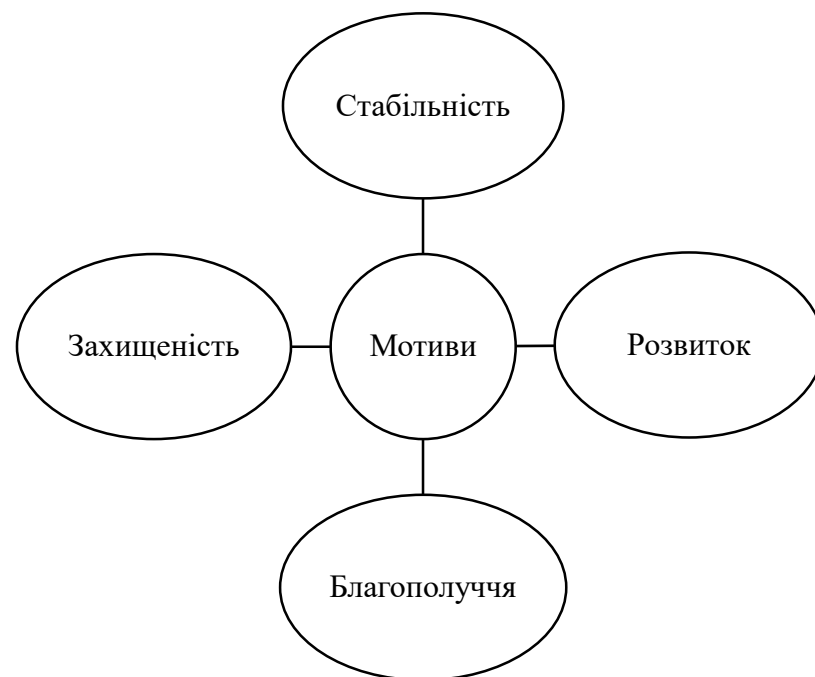 Стабільність
Захищеність
Мотиви
Розвиток
Благополуччя